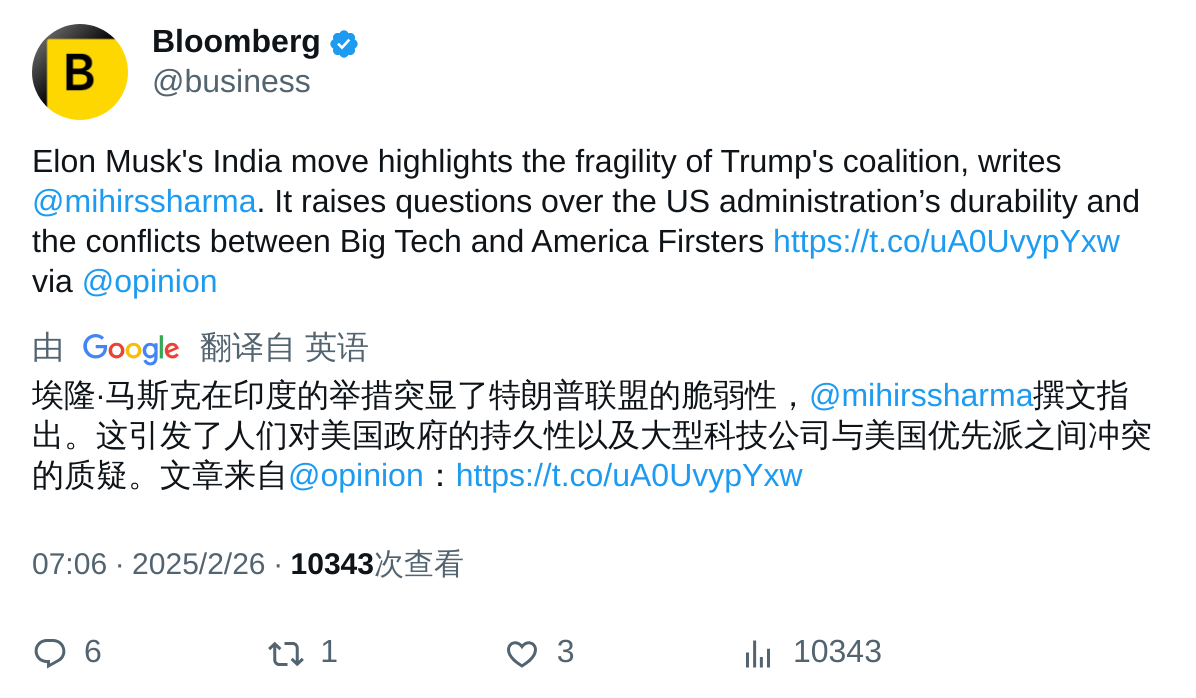 B
Bloomberg
@business
Elon Musk's India move highlights the fragility of Trump's coalition, writes
@mihirssharma. It raises questions over the US administration’s durability and
the conflicts between Big Tech and America Firsters https://t.co/uA0UvypYxw
via @opinion
由 Google 翻译自 英语
埃隆·马斯克在印度的举措突显了特朗普联盟的脆弱性，@mihirssharma撰文指
出。这引发了人们对美国政府的持久性以及大型科技公司与美国优先派之间冲突
的质疑。文章来自@opinion：https://t.co/uA0UvypYxw
07:06 · 2025/2/26 · 10343次查看
6 1 3 10343